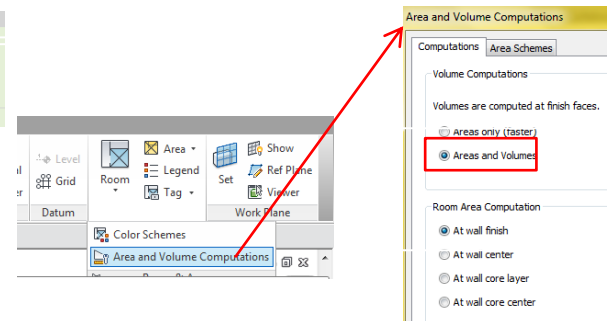 Area and Volume Computations
Computations
Area Schemes
Volume Computations
Volumes are computed at finish faces.
Areas only (faster)
Areas and Volumes
Room Area Computation
At wall finish
At wall center
At wall core layer
At wall core center
Level
Grid
Datum
Room
Area
Legend
Tag
Set
Show
Ref Plane
Viewer
Work Plane
Color Schemes
Area and Volume Computations